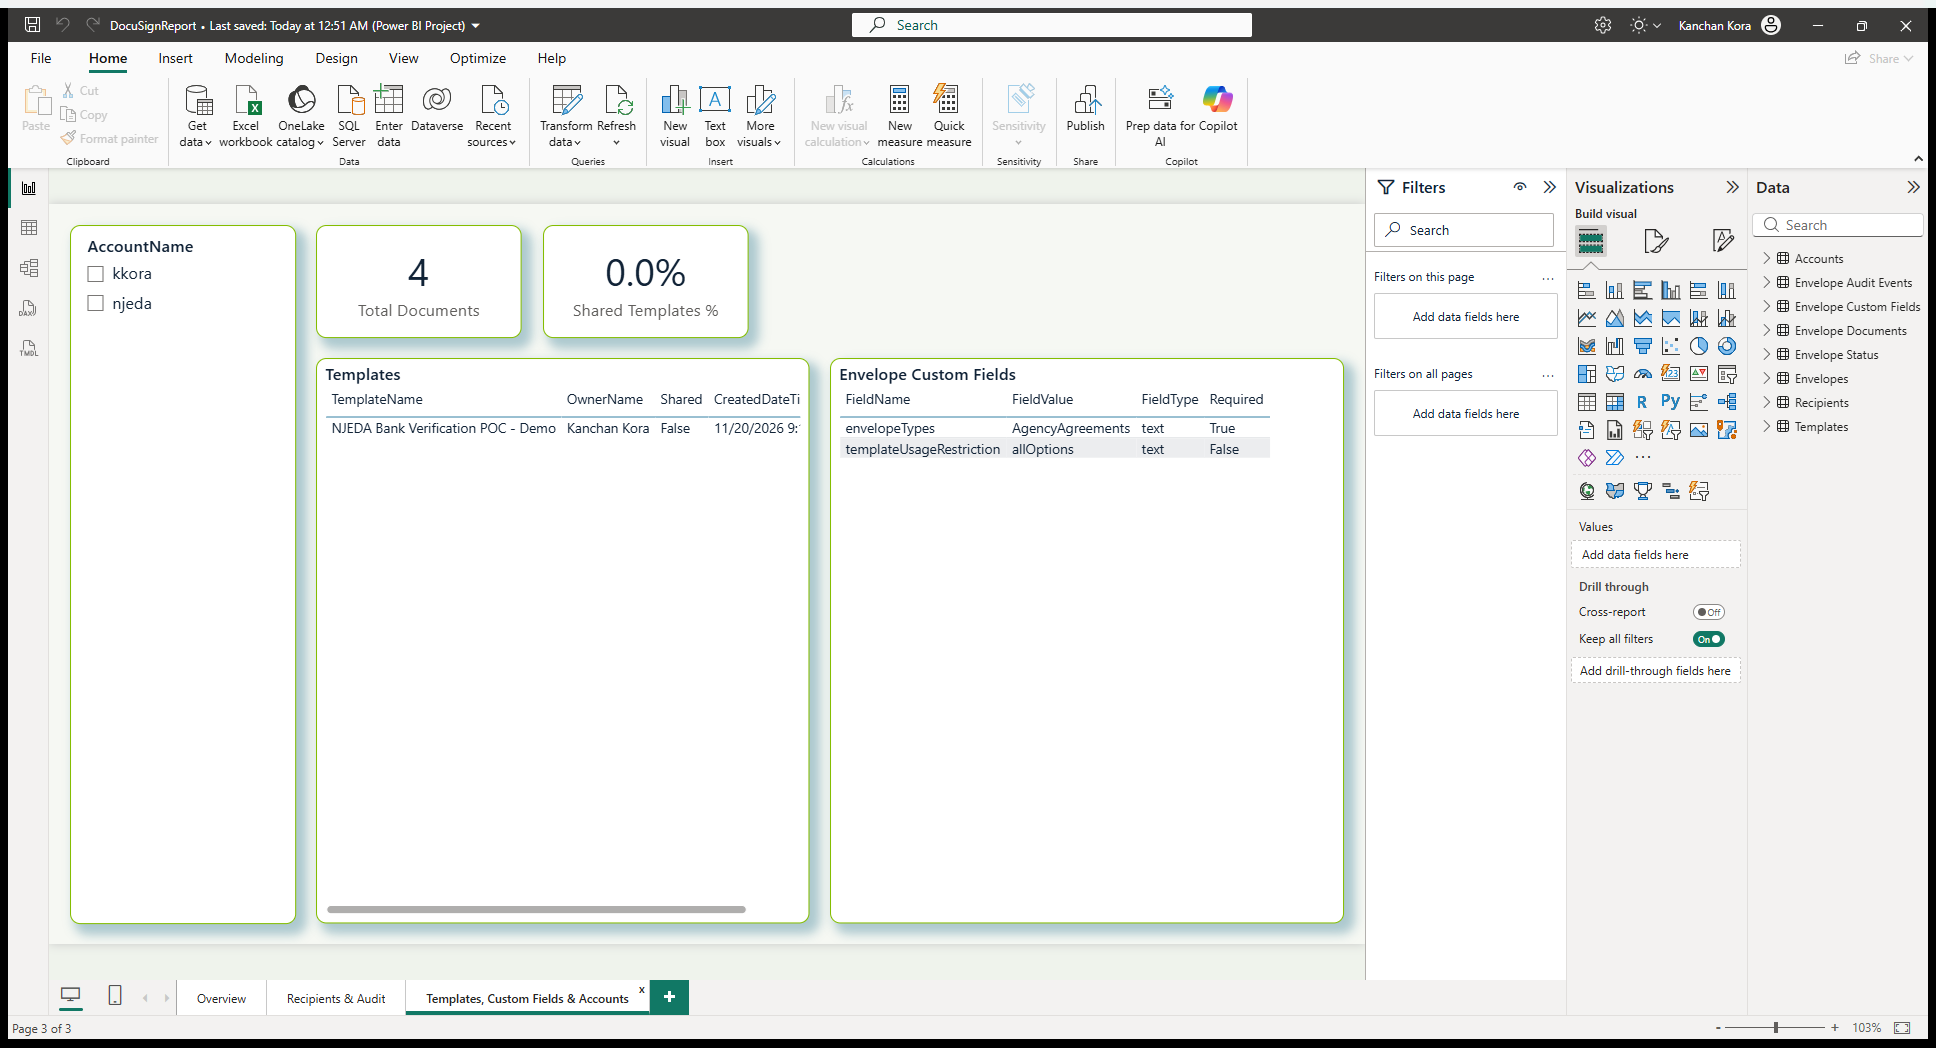 DocuSignReport • Last saved: Today at 12:51 AM (Power BI Project)
Search
Kanchan Kora
File
Home
Insert
Modeling
Design
View
Optimize
Help
Share
Paste
Cut
Copy
Format painter
Clipboard
Get data
Excel workbook
OneLake catalog
SQL Server
Enter data
Dataverse
Recent sources
Data
Transform data
Refresh
Queries
New visual
Text box
More visuals
Insert
New visual calculation
New measure
Quick measure
Calculations
Sensitivity
Sensitivity
Publish
Share
Prep data for AI
Copilot
Copilot
AccountName
kkora
njeda
4
Total Documents
0.0%
Shared Templates %
Templates
TemplateName OwnerName Shared CreatedDateTi
NJEDA Bank Verification POC - Demo Kanchan Kora False 11/20/2026 9:
Envelope Custom Fields
FieldName FieldValue FieldType Required
envelopeTypes AgencyAgreements text True
templateUsageRestriction allOptions text False
Filters
Search
Filters on this page
...
Add data fields here
Filters on all pages
...
Add data fields here
Visualizations
Build visual
Values
Add data fields here
Drill through
Cross-report
Off
Keep all filters
On
Add drill-through fields here
Data
Search
Accounts
Envelope Audit Events
Envelope Custom Fields
Envelope Documents
Envelope Status
Envelopes
Recipients
Templates
Overview
Recipients & Audit
Templates, Custom Fields & Accounts
x
+
Page 3 of 3
- + 103%